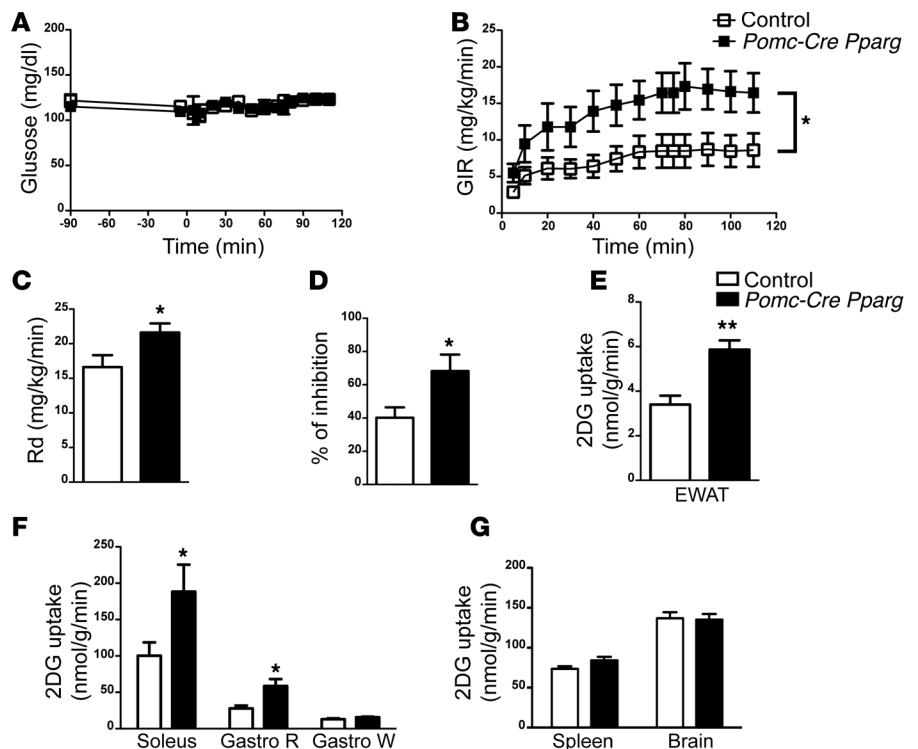 A
Glusose (mg/dl)
200
150
100
50
0
-90 -60 -30 0 30 60 90 120
Time (min)
B
Control
Pomc-Cre Pparg
GIR (mg/kg/min)
25
20
15
10
5
0
20 40 60 80 100 120
Time (min)
*
C
Rd (mg/kg/min)
25
20
15
10
5
0
*
D
% of inhibition
100
80
60
40
20
0
*
E
Control
Pomc-Cre Pparg
2DG uptake
(nmol/g/min)
6
4
2
0
**
EWAT
F
2DG uptake
(nmol/g/min)
250
200
150
100
50
0
*
*
Soleus Gastro R Gastro W
G
2DG uptake
(nmol/g/min)
200
150
100
50
0
Spleen Brain